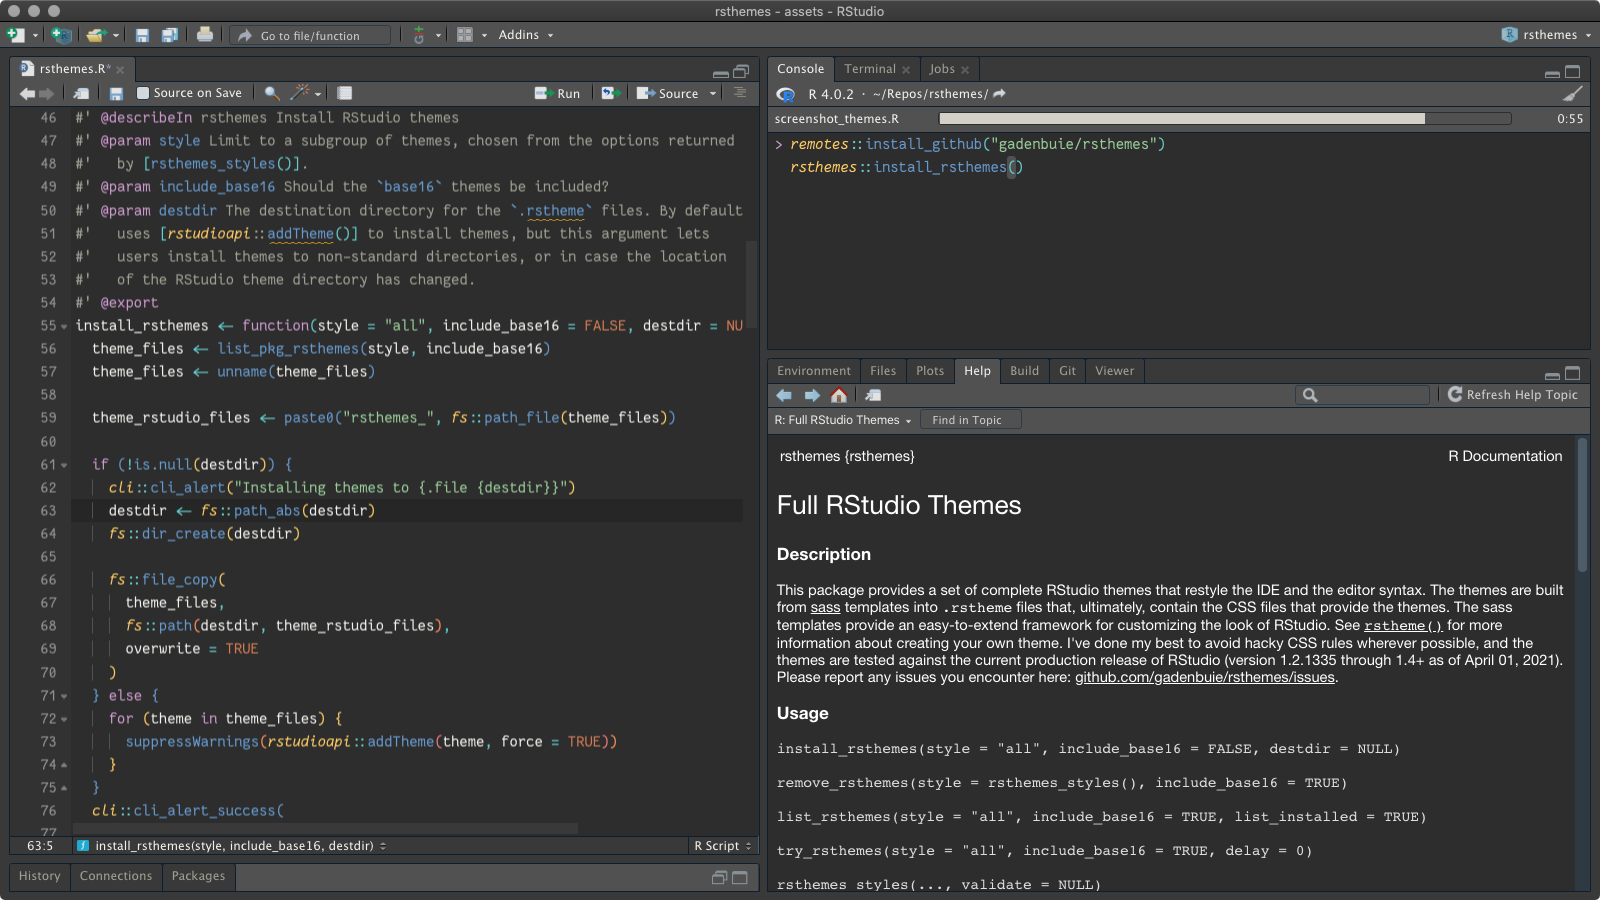 rsthemes - assets - RStudio
Go to file/function
Addins
rsthemes
rsthemes.R*
Source on Save
Run
Source
46 #' @describeIn rsthemes Install RStudio themes
47 #' @param style Limit to a subgroup of themes, chosen from the options returned
48 #'   by [rsthemes_styles()].
49 #' @param include_base16 Should the `base16` themes be included?
50 #' @param destdir The destination directory for the `.rstheme` files. By default
51 #'   uses [rstudioapi::addTheme()] to install themes, but this argument lets
52 #'   users install themes to non-standard directories, or in case the location
53 #'   of the RStudio theme directory has changed.
54 #' @export
55 install_rsthemes <- function(style = "all", include_base16 = FALSE, destdir = NU
56   theme_files <- list_pkg_rsthemes(style, include_base16)
57   theme_files <- unname(theme_files)
58
59   theme_rstudio_files <- paste0("rsthemes_", fs::path_file(theme_files))
60
61   if (!is.null(destdir)) {
62     cli::cli_alert("Installing themes to {.file {destdir}}")
63     destdir <- fs::path_abs(destdir)
64     fs::dir_create(destdir)
65
66     fs::file_copy(
67       theme_files,
68       fs::path(destdir, theme_rstudio_files),
69       overwrite = TRUE
70     )
71   } else {
72     for (theme in theme_files) {
73       suppressWarnings(rstudioapi::addTheme(theme, force = TRUE))
74     }
75   }
76   cli::cli_alert_success(
77
63:5
install_rsthemes(style, include_base16, destdir)
R Script
History Connections Packages
Console Terminal Jobs
R 4.0.2 · ~/Repos/rsthemes/
screenshot_themes.R 0:55
> remotes::install_github("gadenbuie/rsthemes")
rsthemes::install_rsthemes()
Environment Files Plots Help Build Git Viewer
Refresh Help Topic
R: Full RStudio Themes
Find in Topic
rsthemes {rsthemes} R Documentation
Full RStudio Themes
Description
This package provides a set of complete RStudio themes that restyle the IDE and the editor syntax. The themes are built
from sass templates into .rstheme files that, ultimately, contain the CSS files that provide the themes. The sass
templates provide an easy-to-extend framework for customizing the look of RStudio. See rstheme() for more
information about creating your own theme. I've done my best to avoid hacky CSS rules wherever possible, and the
themes are tested against the current production release of RStudio (version 1.2.1335 through 1.4+ as of April 01, 2021).
Please report any issues you encounter here: github.com/gadenbuie/rsthemes/issues.
Usage
install_rsthemes(style = "all", include_base16 = FALSE, destdir = NULL)
remove_rsthemes(style = rsthemes_styles(), include_base16 = TRUE)
list_rsthemes(style = "all", include_base16 = TRUE, list_installed = TRUE)
try_rsthemes(style = "all", include_base16 = TRUE, delay = 0)
rsthemes_styles(..., validate = NULL)